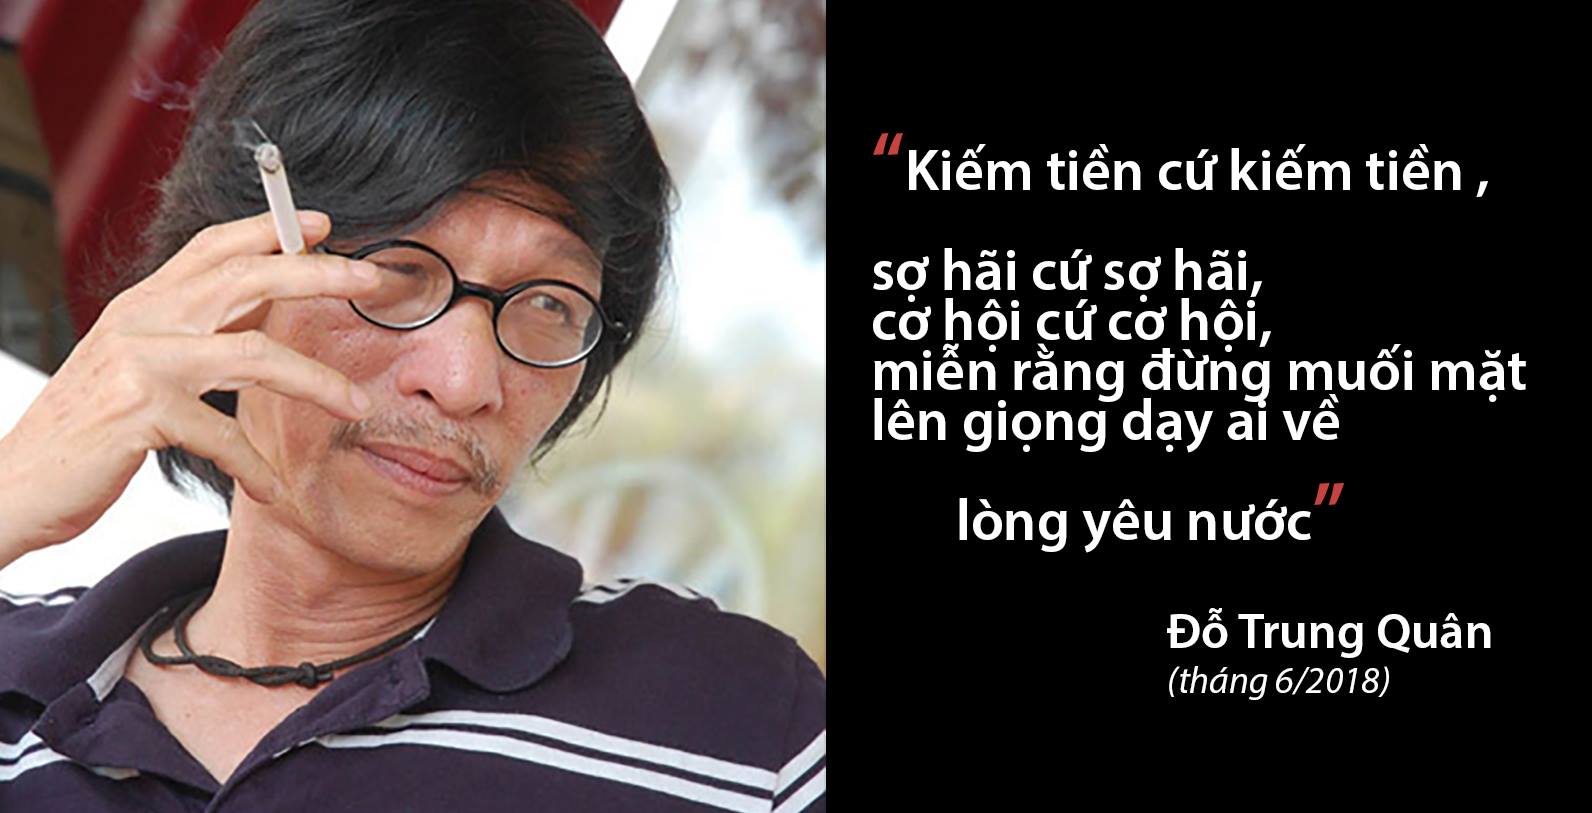 “Kiếm tiền cứ kiếm tiền ,
sợ hãi cứ sợ hãi,
cơ hội cứ cơ hội,
miễn rằng đừng muối mặt
lên giọng dạy ai về
lòng yêu nước”
Đỗ Trung Quân
(tháng 6/2018)